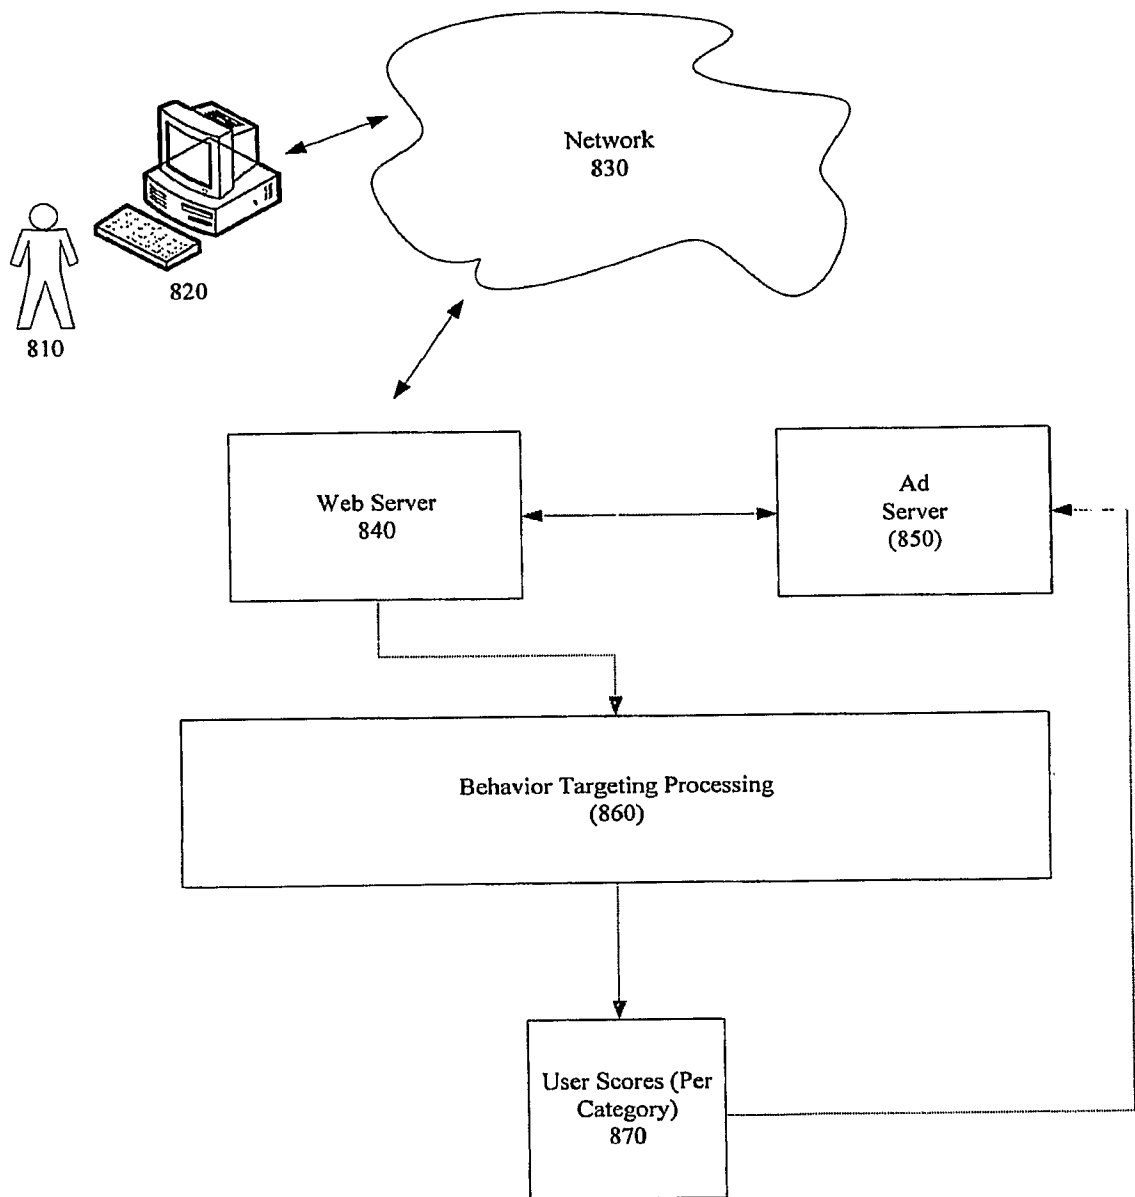 Network
830
820
810
Web Server
840
Ad
Server
(850)
Behavior Targeting Processing
(860)
User Scores (Per
Category)
870